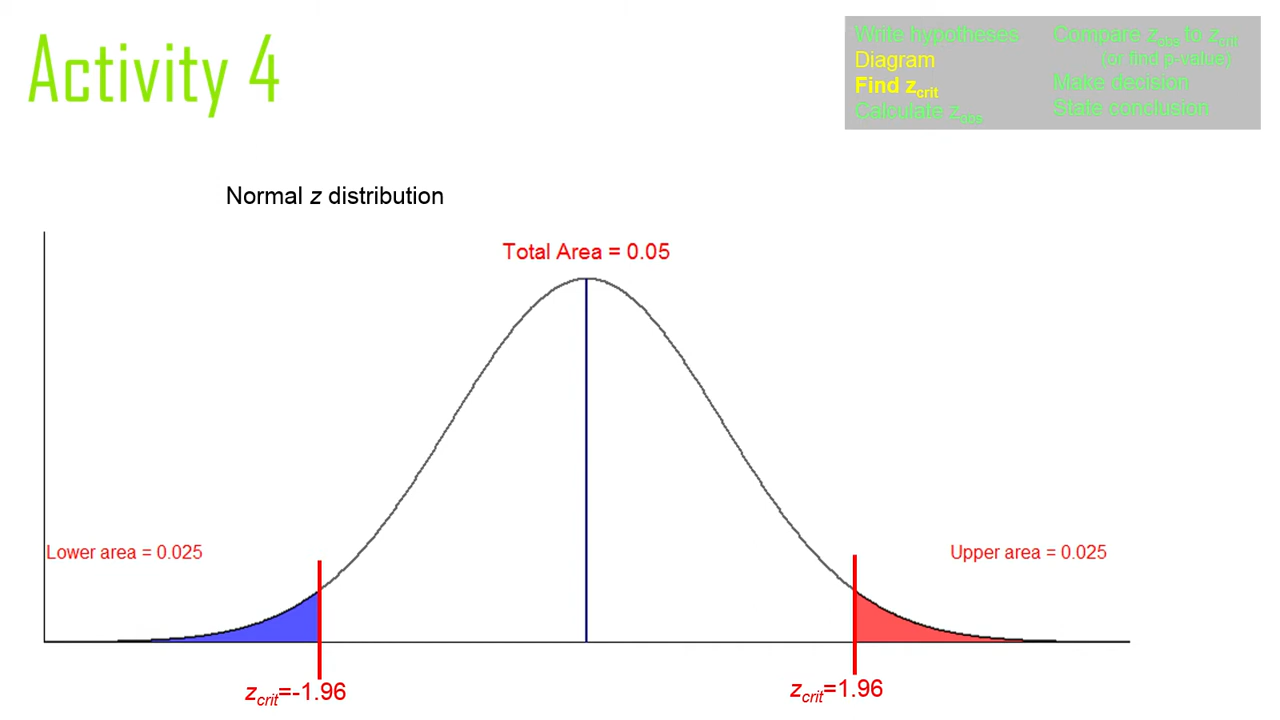 Activity 4
Write hypotheses
Diagram
Find zcrit
Calculate zobs
Compare zobs to zcrit
(or find p-value)
Make decision
State conclusion
Normal z distribution
Total Area = 0.05
Lower area = 0.025
Upper area = 0.025
zcrit=-1.96
zcrit=1.96